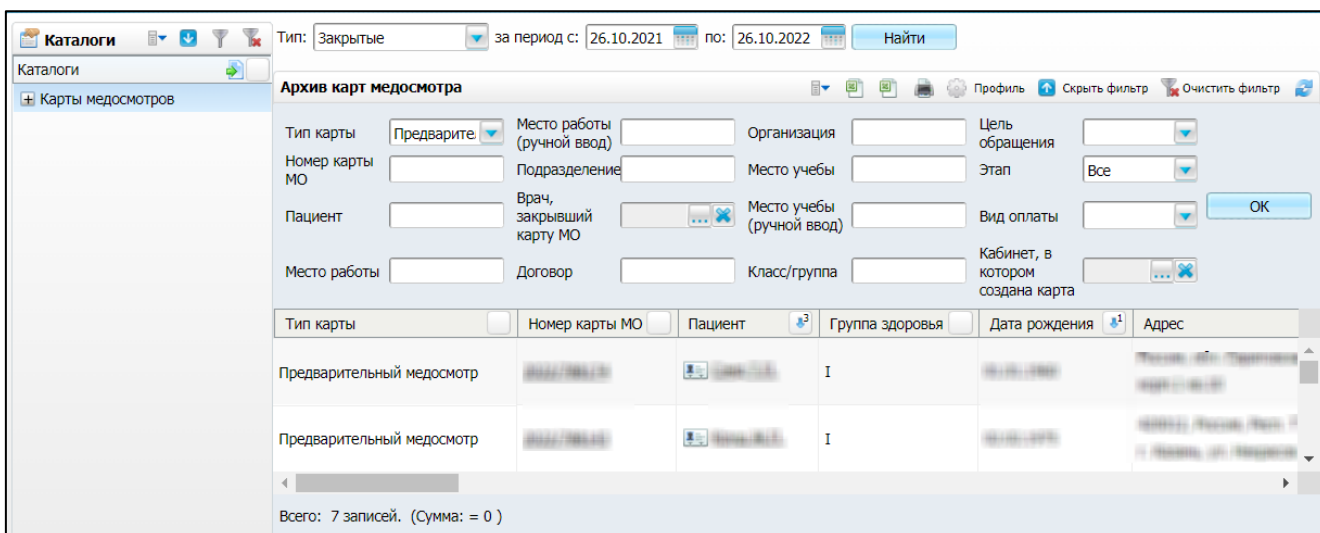 Каталоги
Тип: Закрытые за период с: 26.10.2021 по: 26.10.2022 Найти
Каталоги
Карты медосмотров
Архив карт медосмотра Профиль Скрыть фильтр Очистить фильтр
Тип карты Предварите
Место работы
(ручной ввод)
Организация
Цель
обращения
Номер карты
МО
Подразделение
Место учебы
Этап Все
Пациент
Врач,
закрывший
карту МО
Место учебы
(ручной ввод)
Вид оплаты
ОК
Место работы
Договор
Класс/группа
Кабинет, в
котором
создана карта
Тип карты Номер карты МО Пациент 3 Группа здоровья Дата рождения 1 Адрес
Предварительный медосмотр I
Предварительный медосмотр I
Всего: 7 записей. (Сумма: = 0 )